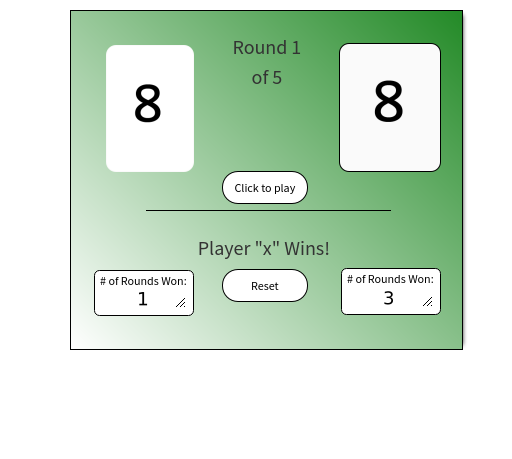 Round 1
of 5
8
8
Click to play
Player "x" Wins!
# of Rounds Won:
1
Reset
# of Rounds Won:
3